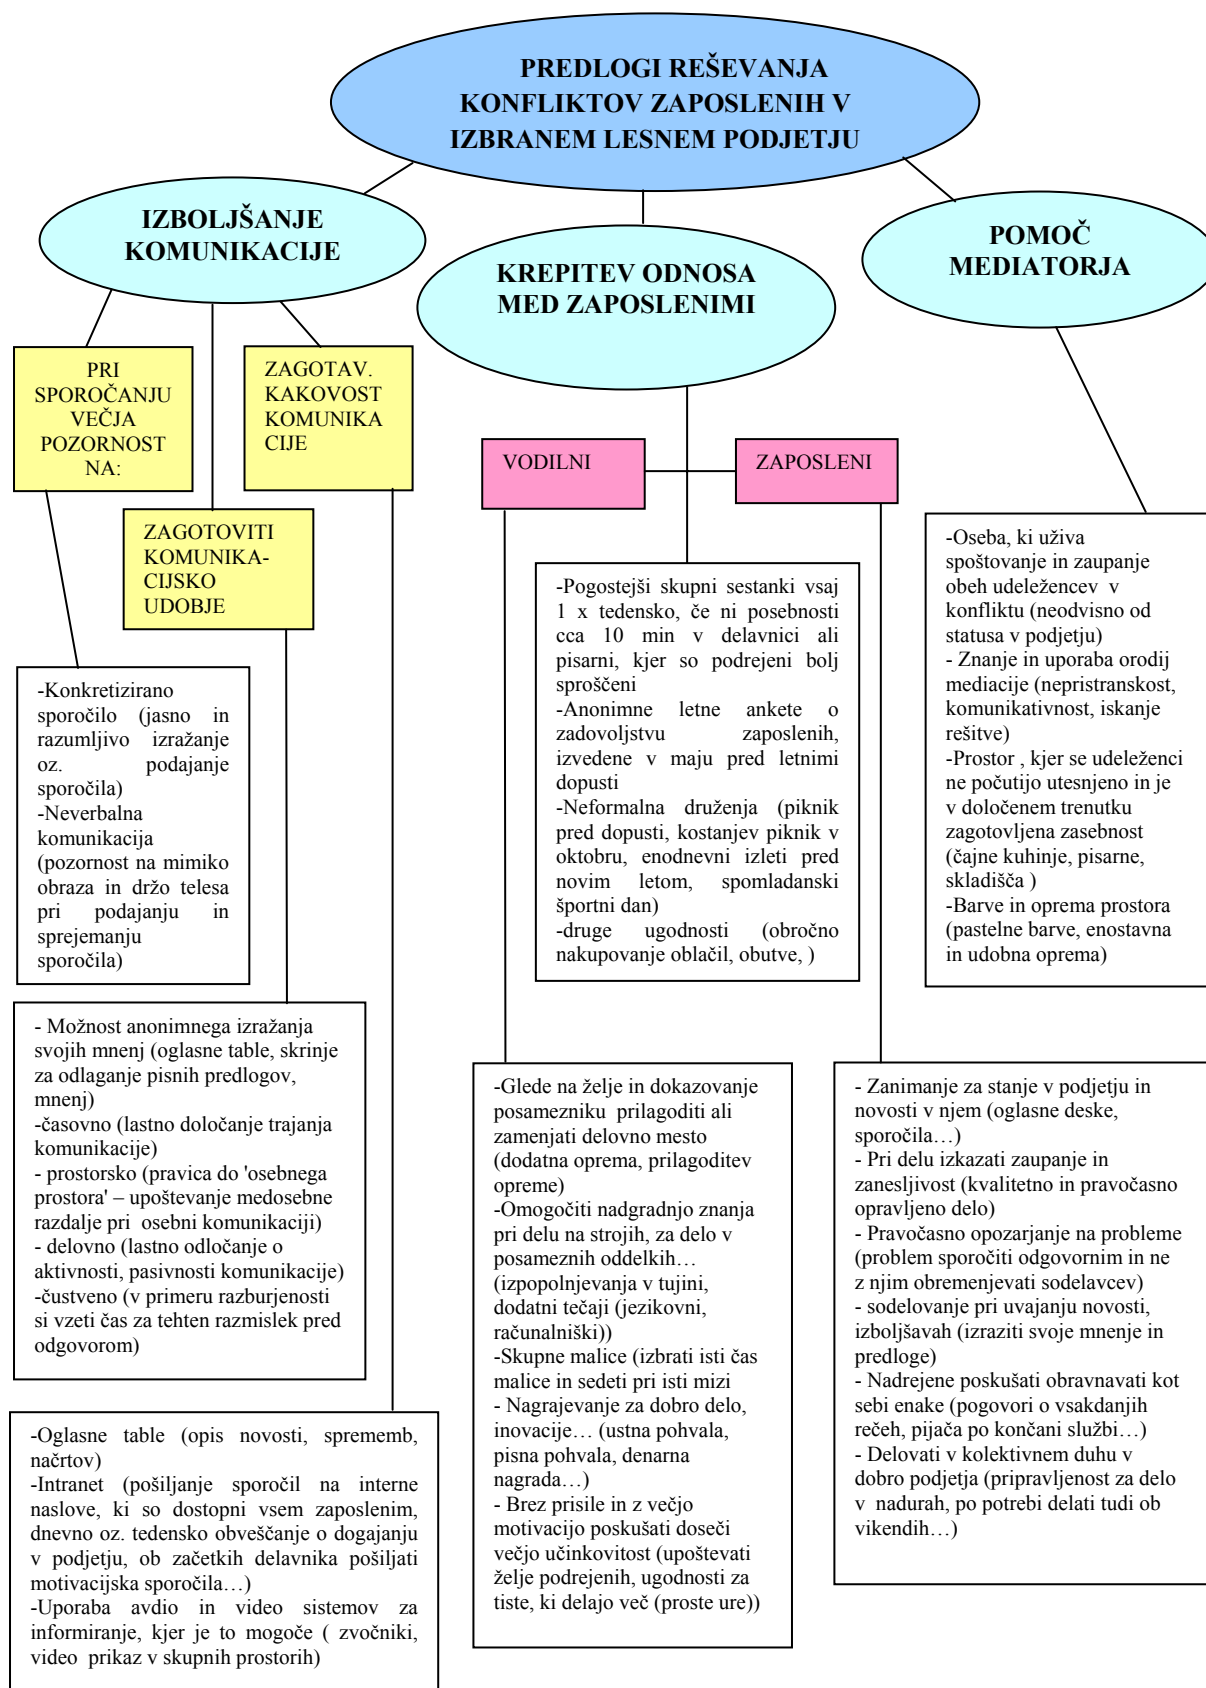 PREDLOGI REŠEVANJA
KONFLIKTOV ZAPOSLENIH V
IZBRANEM LESNEM PODJETJU
IZBOLJŠANJE
KOMUNIKACIJE
KREPITEV ODNOSA
MED ZAPOSLENIMI
POMOČ
MEDIATORJA
PRI
SPOROČANJU
VEČJA
POZORNOST
NA:
ZAGOTAV.
KAKOVOST
KOMUNIKA
CIJE
ZAGOTOVITI
KOMUNIKA-
CIJSKO
UDOBJE
VODILNI
ZAPOSLENI
-Konkretizirano
sporočilo (jasno in
razumljivo izražanje
oz. podajanje
sporočila)
-Neverbalna
komunikacija
(pozornost na mimiko
obraza in držo telesa
pri podajanju in
sprejemanju
sporočila)
-Pogostejši skupni sestanki vsaj
1 x tedensko, če ni posebnosti
cca 10 min v delavnici ali
pisarni, kjer so podrejeni bolj
sproščeni
-Anonimne letne ankete o
zadovoljstvu zaposlenih,
izvedene v maju pred letnimi
dopusti
-Neformalna druženja (piknik
pred dopusti, kostanjev piknik v
oktobru, enodnevni izleti pred
novim letom, spomladanski
športni dan)
-druge ugodnosti (obročno
nakupovanje oblačil, obutve, )
-Oseba, ki uživa
spoštovanje in zaupanje
obeh udeležencev v
konfliktu (neodvisno od
statusa v podjetju)
- Znanje in uporaba orodij
mediacije (nepristranskost,
komunikativnost, iskanje
rešitve)
-Prostor , kjer se udeleženci
ne počutijo utesnjeno in je
v določenem trenutku
zagotovljena zasebnost
(čajne kuhinje, pisarne,
skladišča )
-Barve in oprema prostora
(pastelne barve, enostavna
in udobna oprema)
- Možnost anonimnega izražanja
svojih mnenj (oglasne table, skrinje
za odlaganje pisnih predlogov,
mnenj)
-časovno (lastno določanje trajanja
komunikacije)
- prostorsko (pravica do 'osebnega
prostora' – upoštevanje medosebne
razdalje pri osebni komunikaciji)
- delovno (lastno odločanje o
aktivnosti, pasivnosti komunikacije)
-čustveno (v primeru razburjenosti
si vzeti čas za tehten razmislek pred
odgovorom)
-Glede na želje in dokazovanje
posamezniku prilagoditi ali
zamenjati delovno mesto
(dodatna oprema, prilagoditev
opreme)
-Omogočiti nadgradnjo znanja
pri delu na strojih, za delo v
posameznih oddelkih…
(izpopolnjevanja v tujini,
dodatni tečaji (jezikovni,
računalniški))
-Skupne malice (izbrati isti čas
malice in sedeti pri isti mizi
- Nagrajevanje za dobro delo,
inovacije… (ustna pohvala,
pisna pohvala, denarna
nagrada…)
- Brez prisile in z večjo
motivacijo poskušati doseči
večjo učinkovitost (upoštevati
želje podrejenih, ugodnosti za
tiste, ki delajo več (proste ure))
- Zanimanje za stanje v podjetju in
novosti v njem (oglasne deske,
sporočila…)
- Pri delu izkazati zaupanje in
zanesljivost (kvalitetno in pravočasno
opravljeno delo)
- Pravočasno opozarjanje na probleme
(problem sporočiti odgovornim in ne
z njim obremenjevati sodelavcev)
- sodelovanje pri uvajanju novosti,
izboljšavah (izraziti svoje mnenje in
predloge)
- Nadrejene poskušati obravnavati kot
sebi enake (pogovori o vsakdanjih
rečeh, pijača po končani službi…)
- Delovati v kolektivnem duhu v
dobro podjetja (pripravljenost za delo
v nadurah, po potrebi delati tudi ob
vikendih…)
-Oglasne table (opis novosti, sprememb,
načrtov)
-Intranet (pošiljanje sporočil na interne
naslove, ki so dostopni vsem zaposlenim,
dnevno oz. tedensko obveščanje o dogajanju
v podjetju, ob začetkih delavnika pošiljati
motivacijska sporočila…)
-Uporaba avdio in video sistemov za
informiranje, kjer je to mogoče ( zvočniki,
video prikaz v skupnih prostorih)